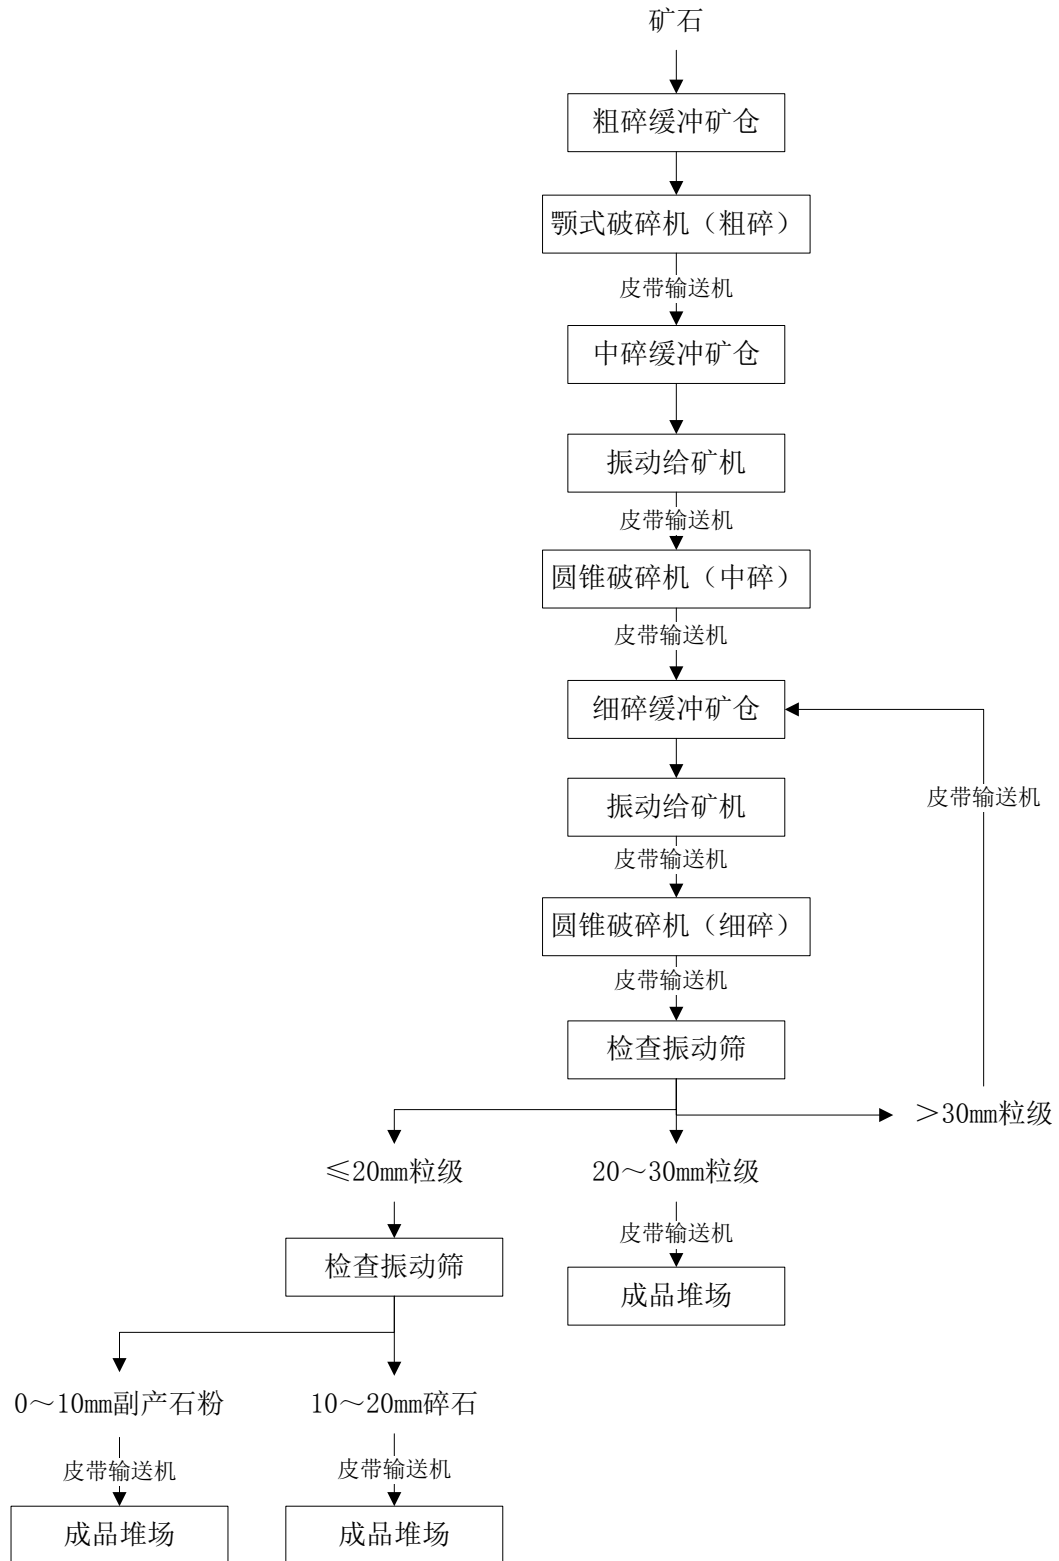 矿石
粗碎缓冲矿仓
颚式破碎机（粗碎）
皮带输送机
中碎缓冲矿仓
振动给矿机
皮带输送机
圆锥破碎机（中碎）
皮带输送机
细碎缓冲矿仓
皮带输送机
振动给矿机
皮带输送机
圆锥破碎机（细碎）
皮带输送机
检查振动筛
＞30mm粒级
≤20mm粒级
20～30mm粒级
皮带输送机
检查振动筛
成品堆场
0～10mm副产石粉
10～20mm碎石
皮带输送机
皮带输送机
成品堆场
成品堆场